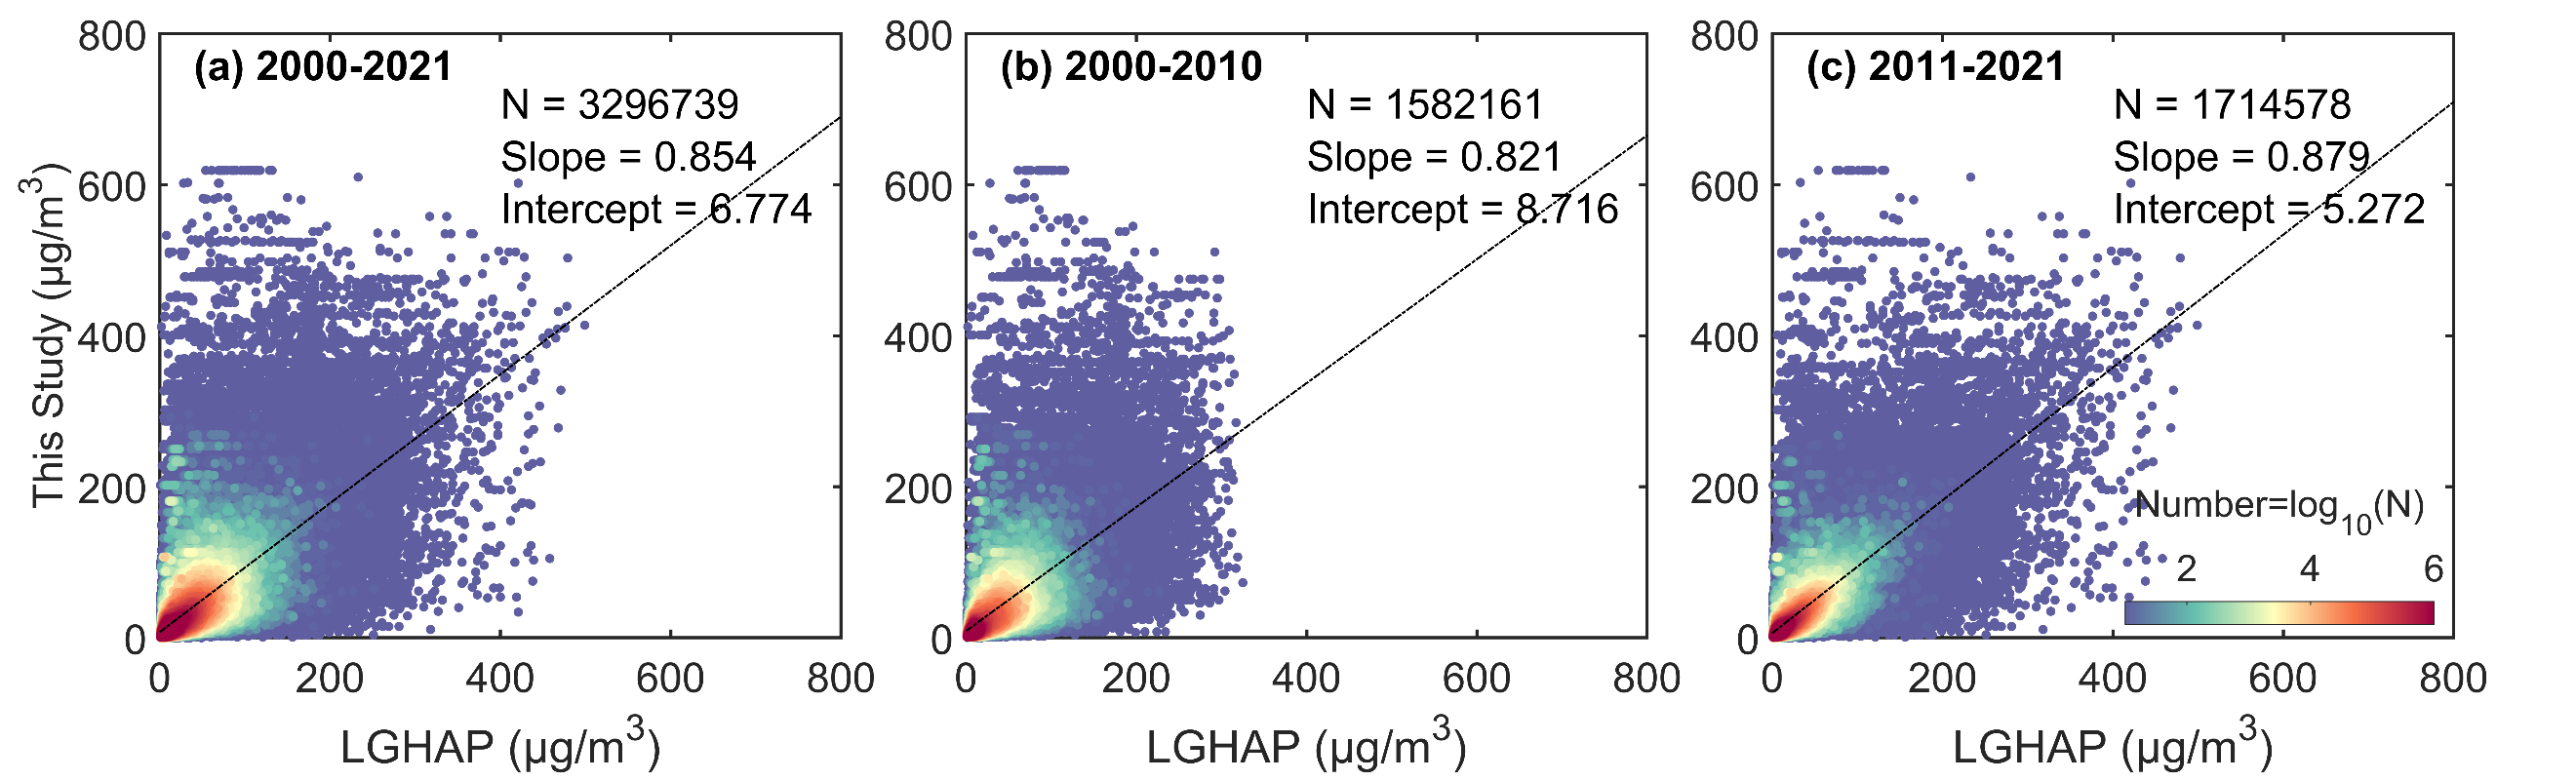 (a) 2000-2021
N = 3296739
Slope = 0.854
Intercept = 6.774
800
600
400
200
0
This Study (µg/m³)
0 200 400 600 800
LGHAP (µg/m³)
(b) 2000-2010
N = 1582161
Slope = 0.821
Intercept = 8.716
800
600
400
200
0
0 200 400 600 800
LGHAP (µg/m³)
(c) 2011-2021
N = 1714578
Slope = 0.879
Intercept = 5.272
800
600
400
200
0
Number=log₁₀(N)
2 4 6
0 200 400 600 800
LGHAP (µg/m³)